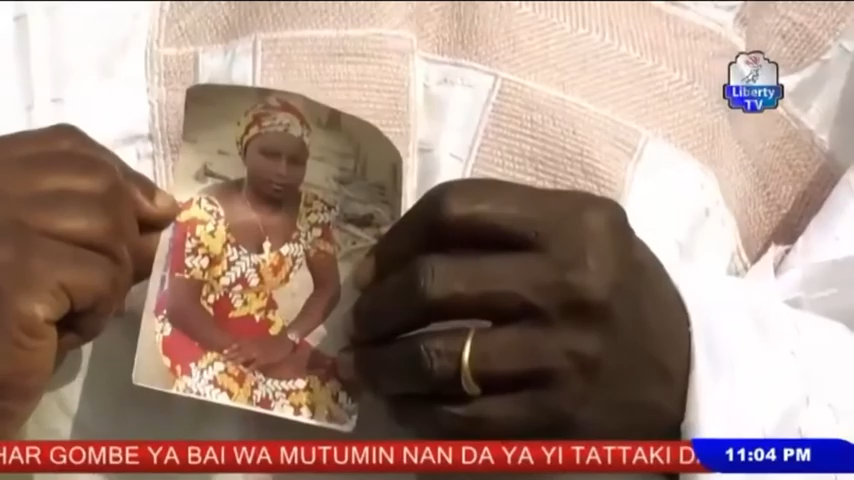 Liberty
TV
HAR GOMBE YA BAI WA MUTUMIN NAN DA YA YI TATTAKI D
11:04 PM